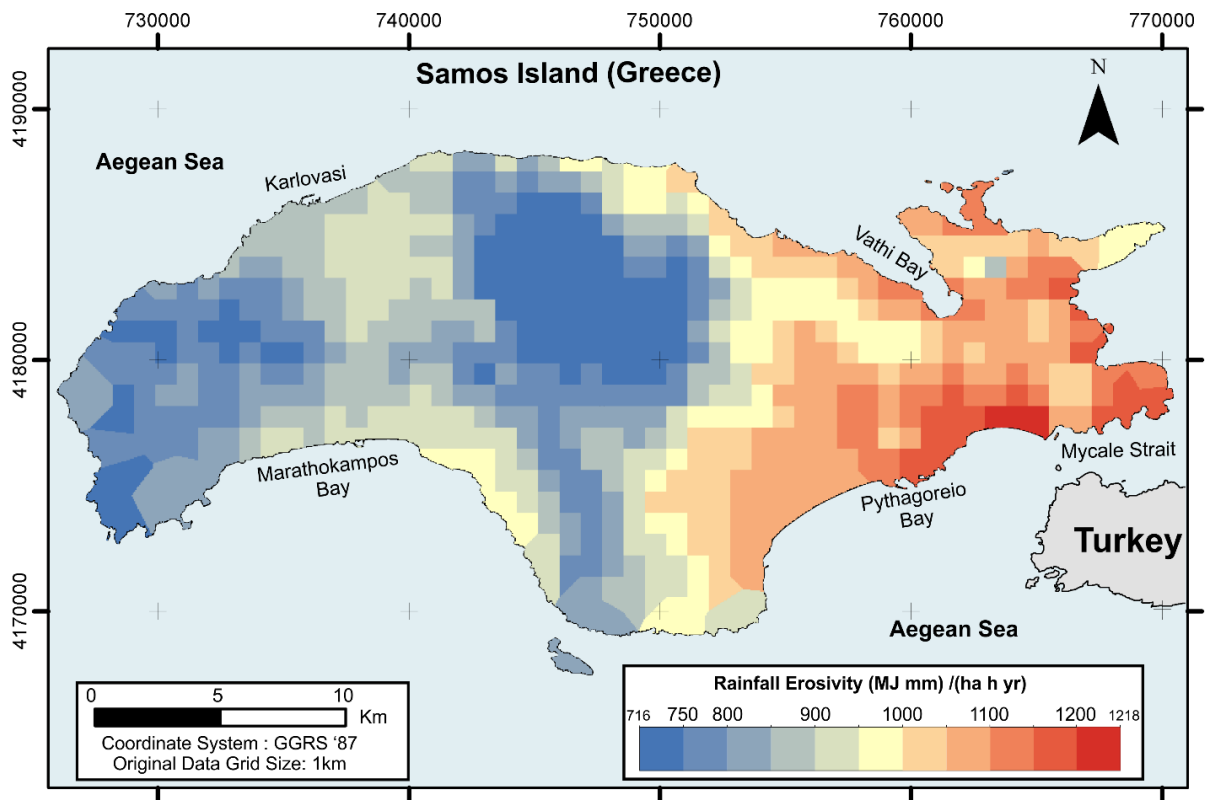 730000
740000
750000
760000
770000
Samos Island (Greece)
N
4190000
Aegean Sea
Karlovasi
Vathi Bay
4180000
Marathokampos
Bay
Mycale Strait
Pythagoreio
Bay
Turkey
4170000
Aegean Sea
0 5 10
Km
Coordinate System : GGRS ‘87
Original Data Grid Size: 1km
Rainfall Erosivity (MJ mm) /(ha h yr)
716 750 800 900 1000 1100 1200 1218